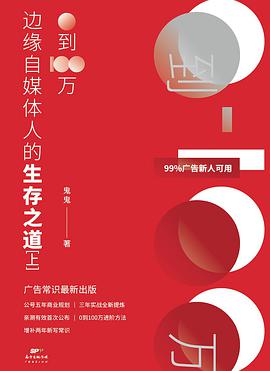 0到100万
边缘自媒体人的生存之道[上]
鬼鬼——著
到
万
99%广告新人可用
广告常识最新出版
公号五年商业规划｜三年实战全新提炼
亲测有效首次公布｜0到100万进阶方法
增补两年新写常识